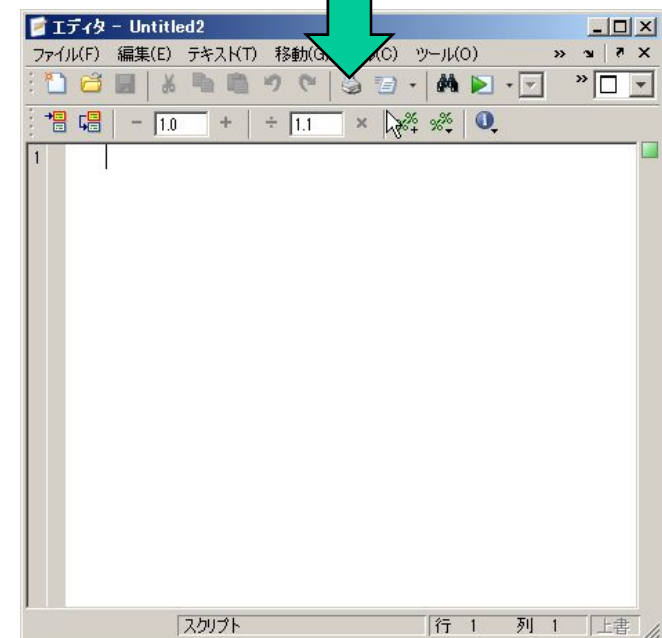 エディタ - Untitled2
ファイル(F) 編集(E) テキスト(T) 移動(G) (C) ツール(O) »
»
- 1.0 + ÷ 1.1 ×
1
スクリプト 行 1 列 1 上書